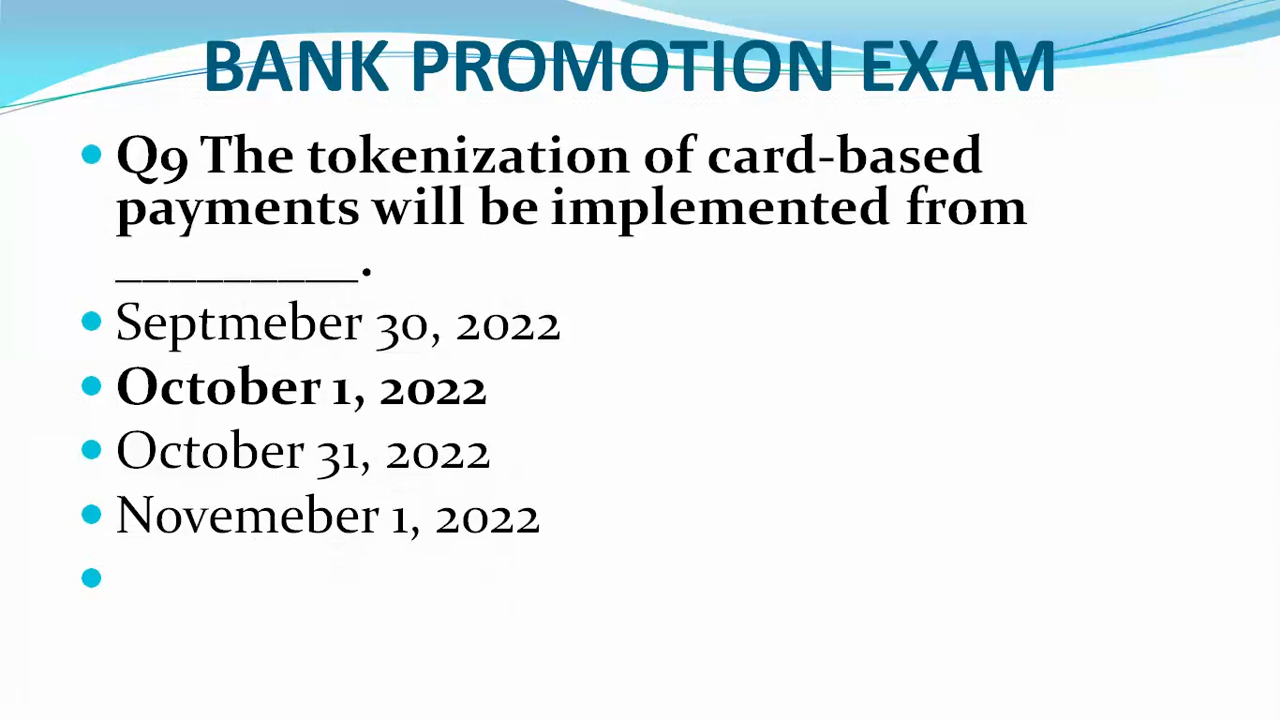 BANK PROMOTION EXAM
• Q9 The tokenization of card-based
payments will be implemented from
_________.
• Septmeber 30, 2022
• October 1, 2022
• October 31, 2022
• Novemeber 1, 2022
•